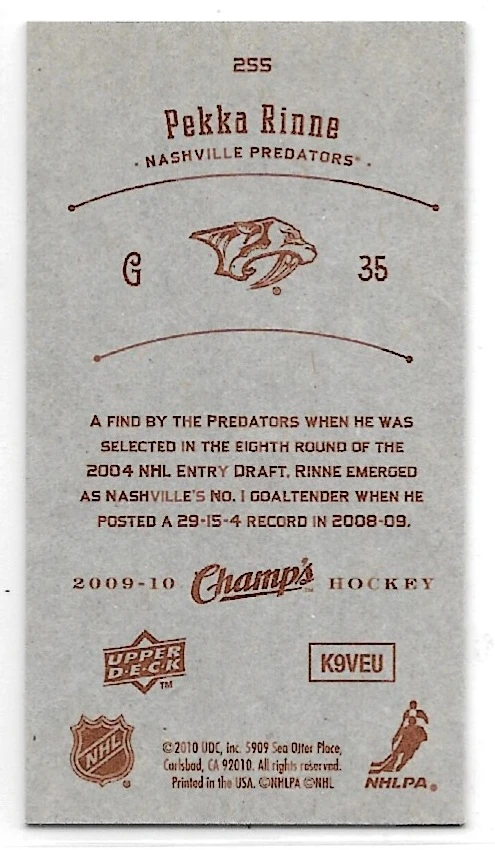 255
Pekka Rinne
· NASHVILLE PREDATORS® ·
G 35
®
A FIND BY THE PREDATORS WHEN HE WAS
SELECTED IN THE EIGHTH ROUND OF THE
2004 NHL ENTRY DRAFT, RINNE EMERGED
AS NASHVILLE'S NO. 1 GOALTENDER WHEN HE
POSTED A 29-15-4 RECORD IN 2008-09.
2009-10 Champ's™ HOCKEY
UPPER
D·E·C·K
TM
K9VEU
NHL ®
©2010 UDC, inc. 5909 Sea Otter Place,
Carlsbad, CA 92010. All rights reserved.
Printed in the USA. ©NHLPA ©NHL
NHLPA®